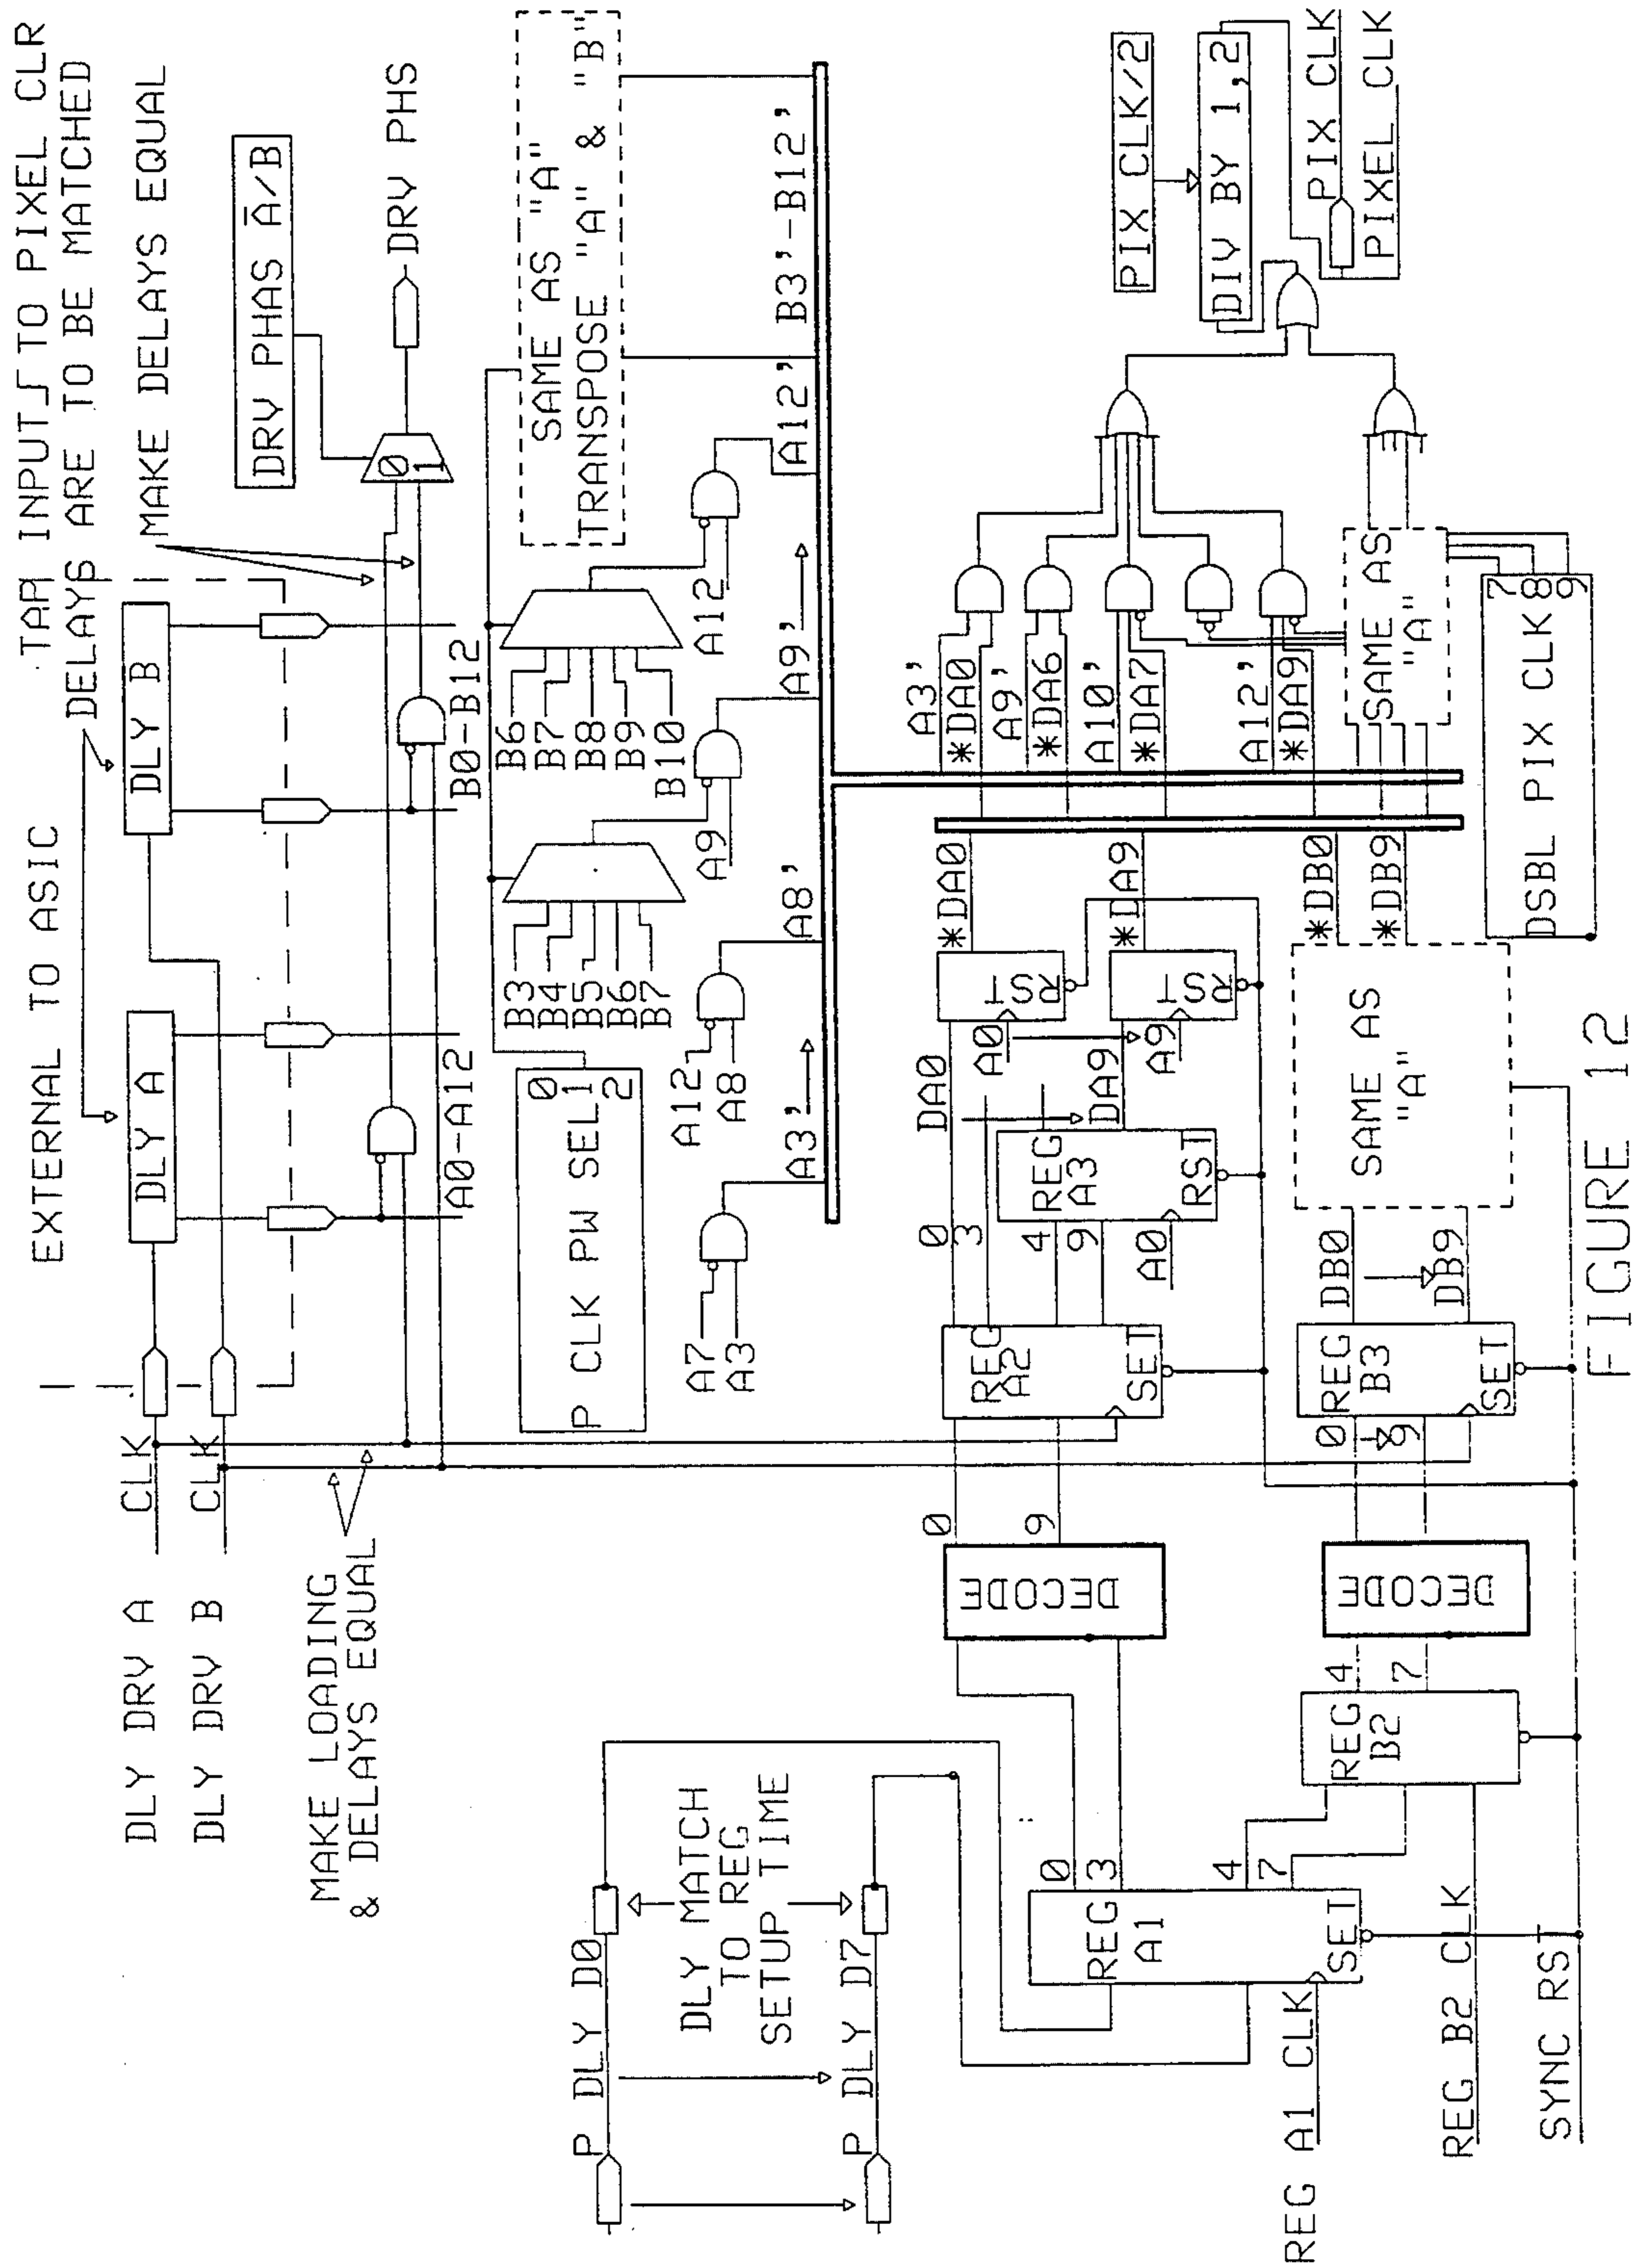 TAP INPUTS TO PIXEL CLR
DELAYS ARE TO BE MATCHED
EXTERNAL TO ASIC
MAKE DELAYS EQUAL
DLY DRV A
CLK
DLY DRV B
CLK
DLY A
DLY B
A0-A12
B0-B12
DRV PHAS Ā/B
0
1
DRV PHS
MAKE LOADING
& DELAYS EQUAL
P CLK PW SEL
0
1
2
B3
B4
B5
B6
B7
B6
B7
B8
B9
B10
SAME AS "A"
TRANSPOSE "A" & "B"
A7
A3
A12
A8
A9
A12
A3'
A8'
A9'
A12'
B3'-B12'
P DLY D0
P DLY D7
DLY MATCH
TO REG
SETUP TIME
REG
A1
SET
0
3
4
7
REG A1 CLK
REG B2 CLK
SYNC RST
REG
B2
4
7
DECODE
0
9
DECODE
REG
A2
SET
0
3
4
9
REG
A3
RST
A0
DA0
DA9
A0
A9
RST
RST
*DA0
*DA9
0
9
REG
B3
SET
DB0
DB9
SAME AS
"A"
*DB0
*DB9
A3'
*DA0
A9'
*DA6
A10'
*DA7
A12'
*DA9
SAME AS
"A"
DSBL PIX CLK
7
8
9
PIX CLK/2
DIV BY 1,2
PIX CLK
PIXEL CLK
FIGURE 12